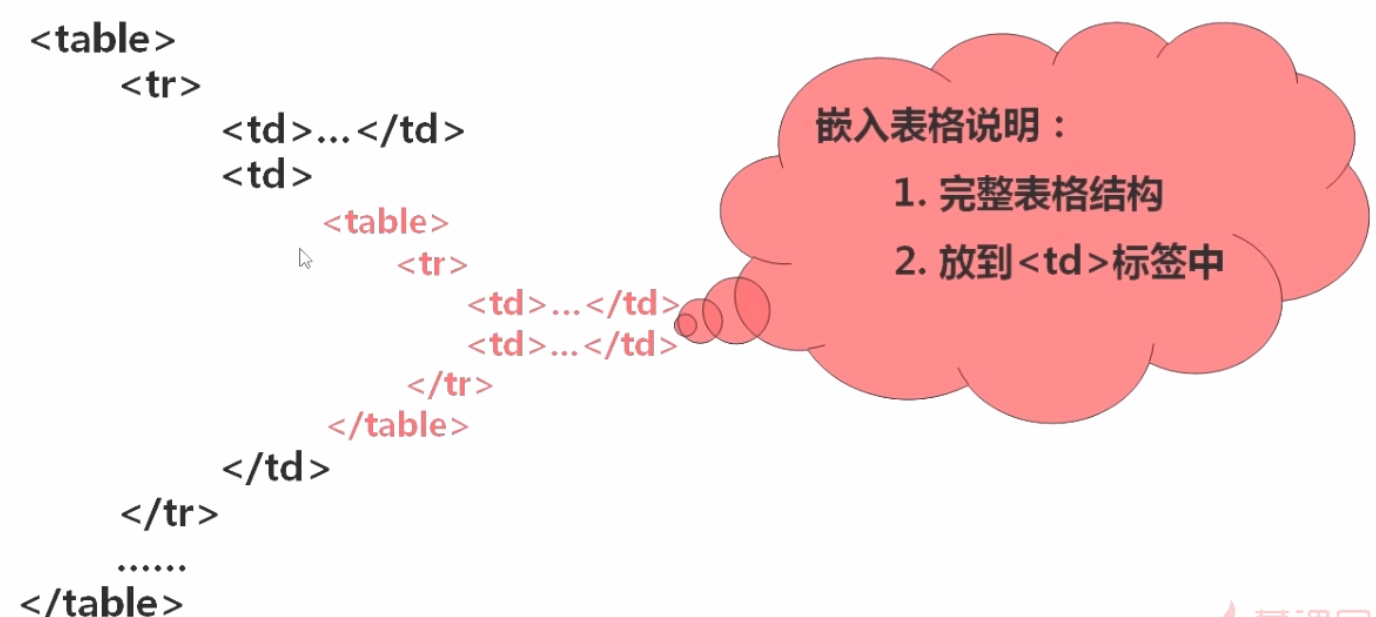 <table>
<tr>
<td>...</td>
<td>
<table>
<tr>
<td>...</td>
<td>...</td>
</tr>
</table>
</td>
</tr>
......
</table>
嵌入表格说明：
1. 完整表格结构
2. 放到<td>标签中